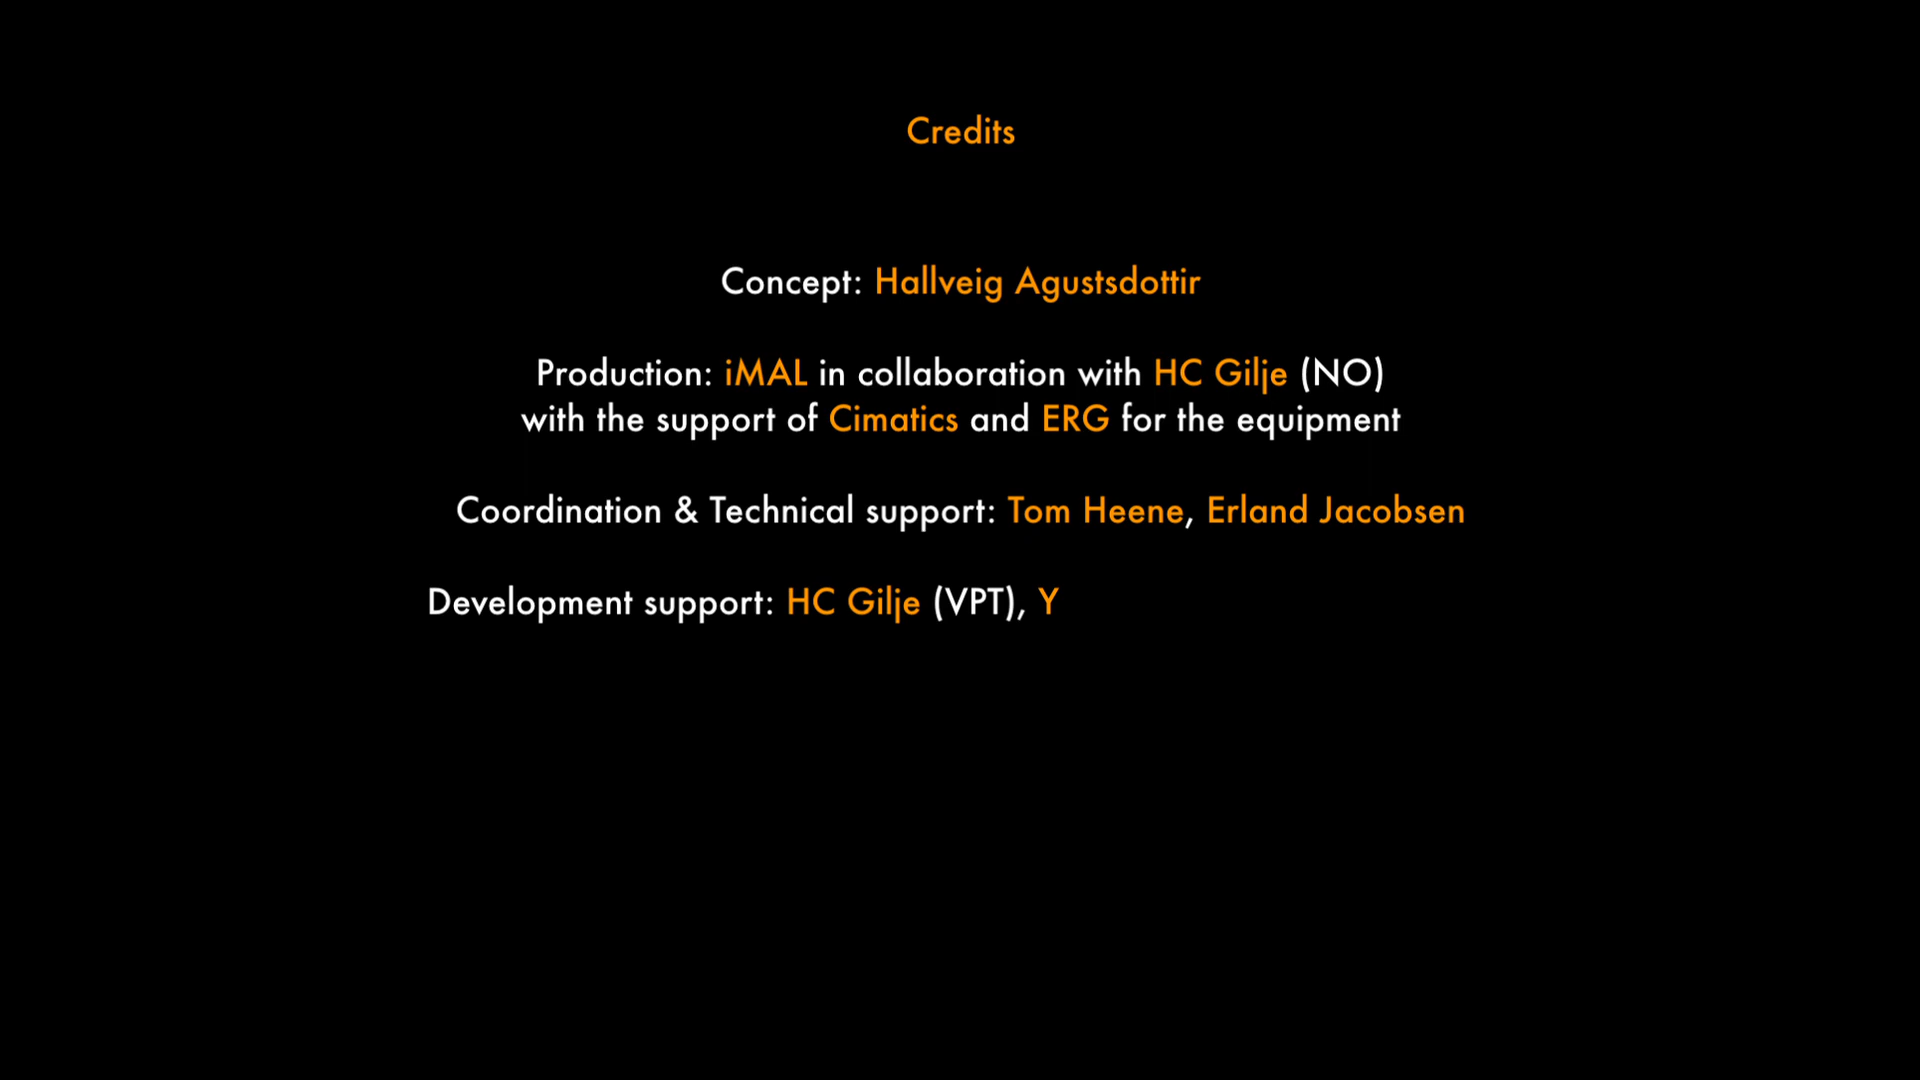 Credits
Concept: Hallveig Agustsdottir
Production: iMAL in collaboration with HC Gilje (NO)
with the support of Cimatics and ERG for the equipment
Coordination & Technical support: Tom Heene, Erland Jacobsen
Development support: HC Gilje (VPT), Y